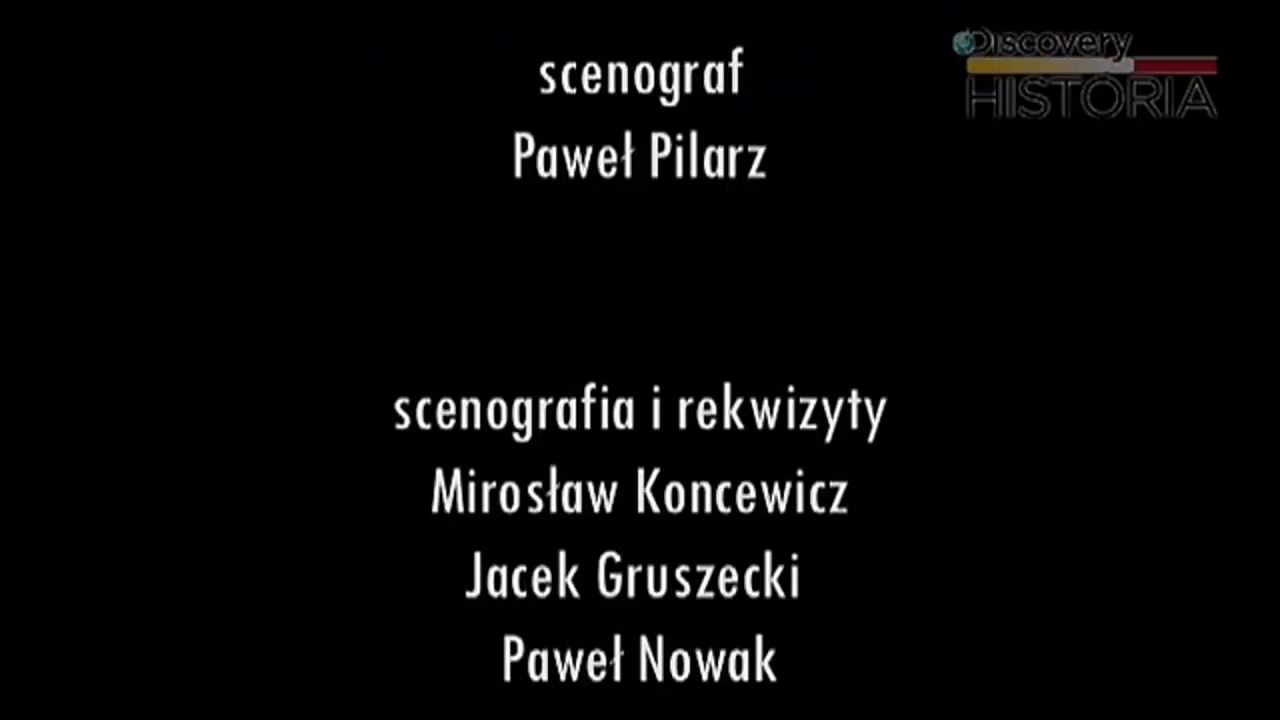 Discovery
HISTORIA
scenograf
Paweł Pilarz
scenografia i rekwizyty
Mirosław Koncewicz
Jacek Gruszecki
Paweł Nowak